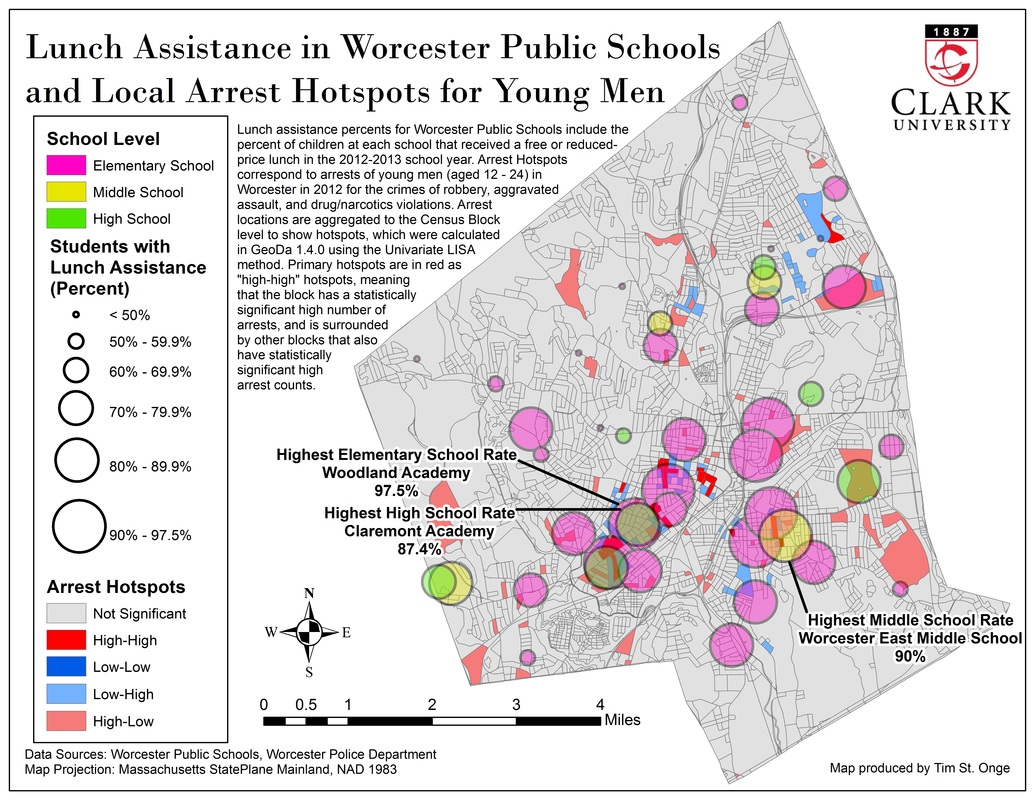 Lunch Assistance in Worcester Public Schools
and Local Arrest Hotspots for Young Men
1887
CLARK
UNIVERSITY
School Level
Elementary School
Middle School
High School
Students with
Lunch Assistance
(Percent)
< 50%
50% - 59.9%
60% - 69.9%
70% - 79.9%
80% - 89.9%
90% - 97.5%
Arrest Hotspots
Not Significant
High-High
Low-Low
Low-High
High-Low
Lunch assistance percents for Worcester Public Schools include the
percent of children at each school that received a free or reduced-
price lunch in the 2012-2013 school year. Arrest Hotspots
correspond to arrests of young men (aged 12 - 24) in
Worcester in 2012 for the crimes of robbery, aggravated
assault, and drug/narcotics violations. Arrest
locations are aggregated to the Census Block
level to show hotspots, which were calculated
in GeoDa 1.4.0 using the Univariate LISA
method. Primary hotspots are in red as
"high-high" hotspots, meaning
that the block has a statistically
significant high number of
arrests, and is surrounded
by other blocks that also
have statistically
significant high
arrest counts.
Highest Elementary School Rate
Woodland Academy
97.5%
Highest High School Rate
Claremont Academy
87.4%
Highest Middle School Rate
Worcester East Middle School
90%
N
W
E
S
0 0.5 1 2 3 4
Miles
Data Sources: Worcester Public Schools, Worcester Police Department
Map Projection: Massachusetts StatePlane Mainland, NAD 1983
Map produced by Tim St. Onge